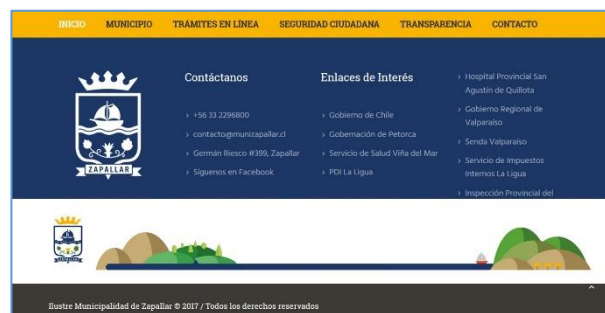 INICIO MUNICIPIO TRÁMITES EN LÍNEA SEGURIDAD CIUDADANA TRANSPARENCIA CONTACTO
ZAPALLAR
Contáctanos
› +56 33 2296800
› contacto@munizapallar.cl
› Germán Riesco #399, Zapallar
› Síguenos en Facebook
Enlaces de Interés
› Gobierno de Chile
› Gobernación de Petorca
› Servicio de Salud Viña del Mar
› PDI La Ligua
› Hospital Provincial San
Agustín de Quillota
› Gobierno Regional de
Valparaíso
› Senda Valparaíso
› Servicio de Impuestos
Internos La Ligua
› Inspección Provincial del
Ilustre Municipalidad de Zapallar © 2017 / Todos los derechos reservados